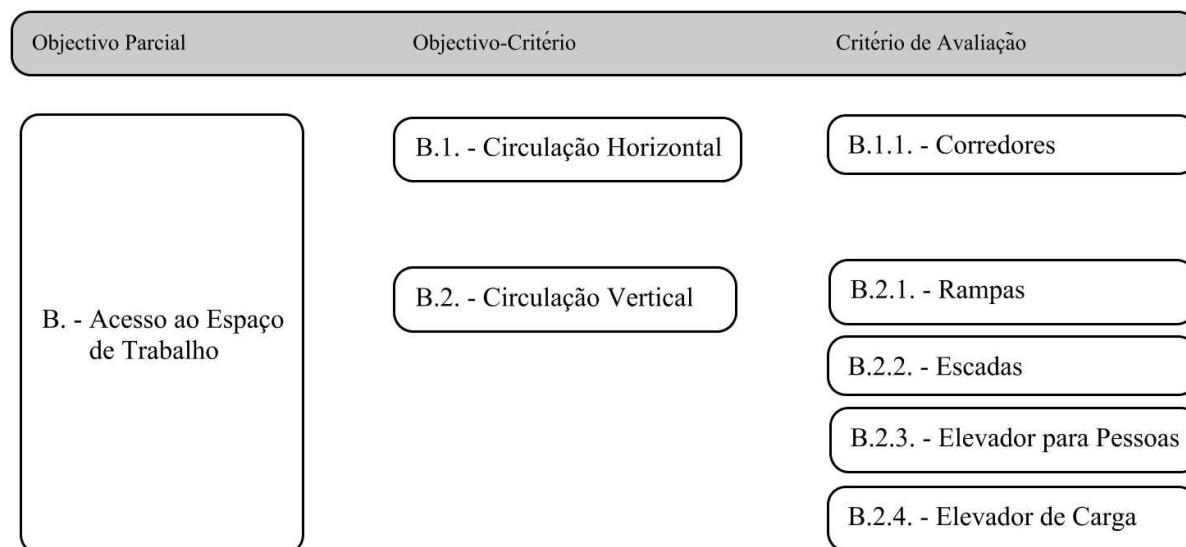 Objectivo Parcial
Objectivo-Critério
Critério de Avaliação
B. - Acesso ao Espaço
de Trabalho
B.1. - Circulação Horizontal
B.1.1. - Corredores
B.2. - Circulação Vertical
B.2.1. - Rampas
B.2.2. - Escadas
B.2.3. - Elevador para Pessoas
B.2.4. - Elevador de Carga